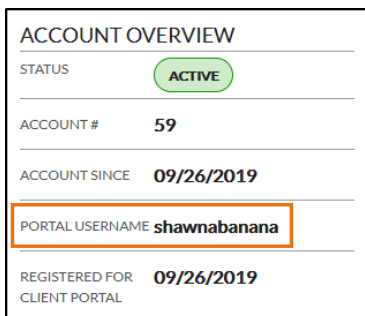 ACCOUNT OVERVIEW
STATUS ACTIVE
ACCOUNT # 59
ACCOUNT SINCE 09/26/2019
PORTAL USERNAME shawnabanana
REGISTERED FOR 09/26/2019
CLIENT PORTAL